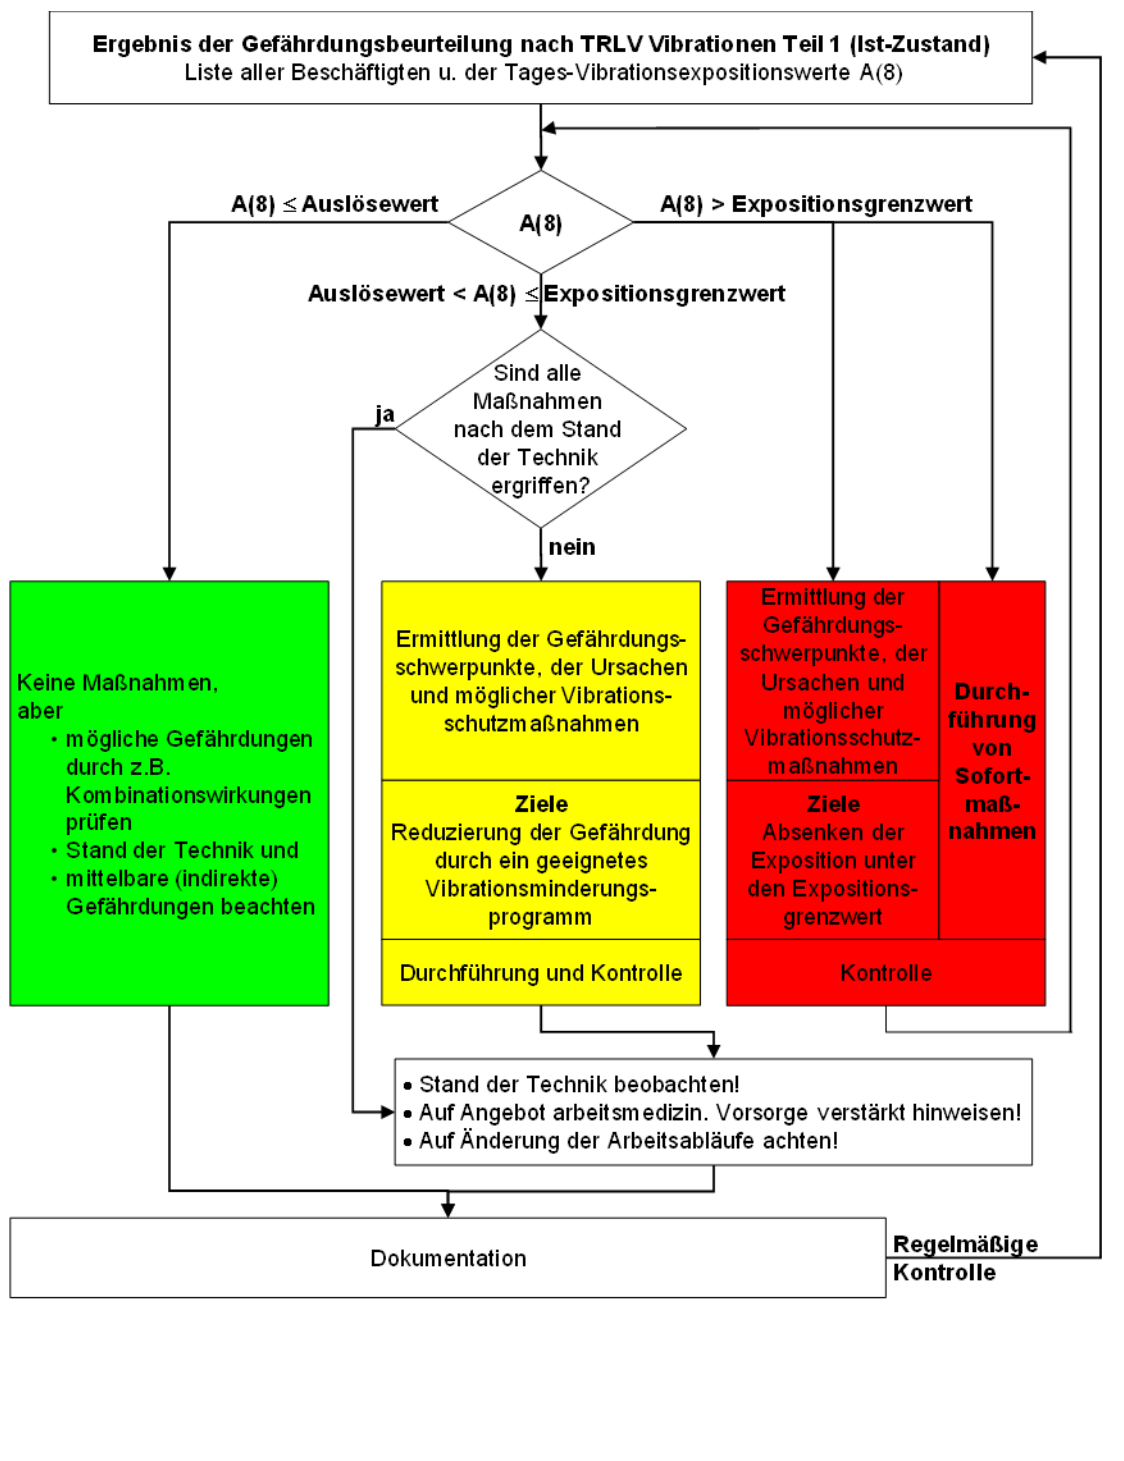 Ergebnis der Gefährdungsbeurteilung nach TRLV Vibrationen Teil 1 (Ist-Zustand)
Liste aller Beschäftigten u. der Tages-Vibrationsexpositionswerte A(8)
A(8) ≤ Auslösewert
A(8) > Expositionsgrenzwert
A(8)
Auslösewert < A(8) ≤ Expositionsgrenzwert
Sind alle
Maßnahmen
nach dem Stand
der Technik
ergriffen?
ja
nein
Keine Maßnahmen,
aber
• mögliche Gefährdungen
durch z.B.
Kombinationswirkungen
prüfen
• Stand der Technik und
• mittelbare (indirekte)
Gefährdungen beachten
Ermittlung der Gefährdungs-
schwerpunkte, der Ursachen
und möglicher Vibrations-
schutzmaßnahmen
Ziele
Reduzierung der Gefährdung
durch ein geeignetes
Vibrationsminderungs-
programm
Durchführung und Kontrolle
Ermittlung der
Gefährdungs-
schwerpunkte, der
Ursachen und
möglicher
Vibrationsschutz-
maßnahmen
Ziele
Absenken der
Exposition unter
den Expositions-
grenzwert
Durch-
führung
von
Sofort-
maß-
nahmen
Kontrolle
• Stand der Technik beobachten!
• Auf Angebot arbeitsmedizin. Vorsorge verstärkt hinweisen!
• Auf Änderung der Arbeitsabläufe achten!
Dokumentation
Regelmäßige
Kontrolle